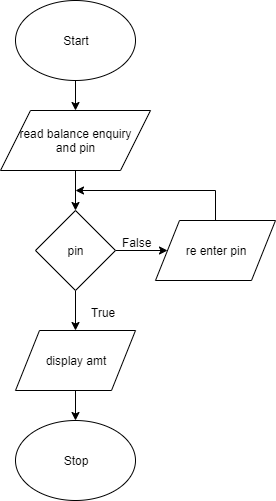 Start
read balance enquiry
and pin
pin
False
re enter pin
True
display amt
Stop